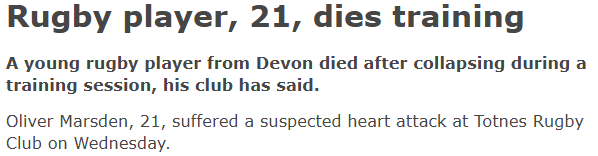 Rugby player, 21, dies training
A young rugby player from Devon died after collapsing during a
training session, his club has said.
Oliver Marsden, 21, suffered a suspected heart attack at Totnes Rugby
Club on Wednesday.